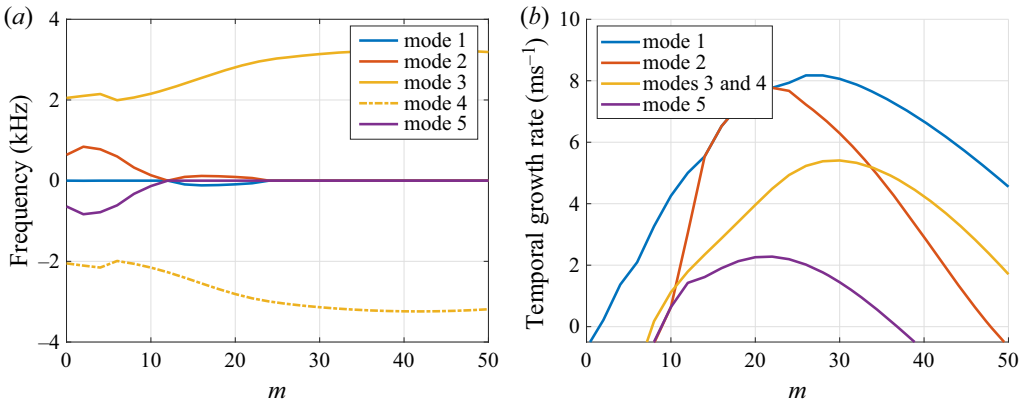 (a)
4
2
0
−2
−4
Frequency (kHz)
mode 1
mode 2
mode 3
mode 4
mode 5
0 10 20 30 40 50
m
(b)
10
8
6
4
2
0
Temporal growth rate (ms−1)
mode 1
mode 2
modes 3 and 4
mode 5
0 10 20 30 40 50
m